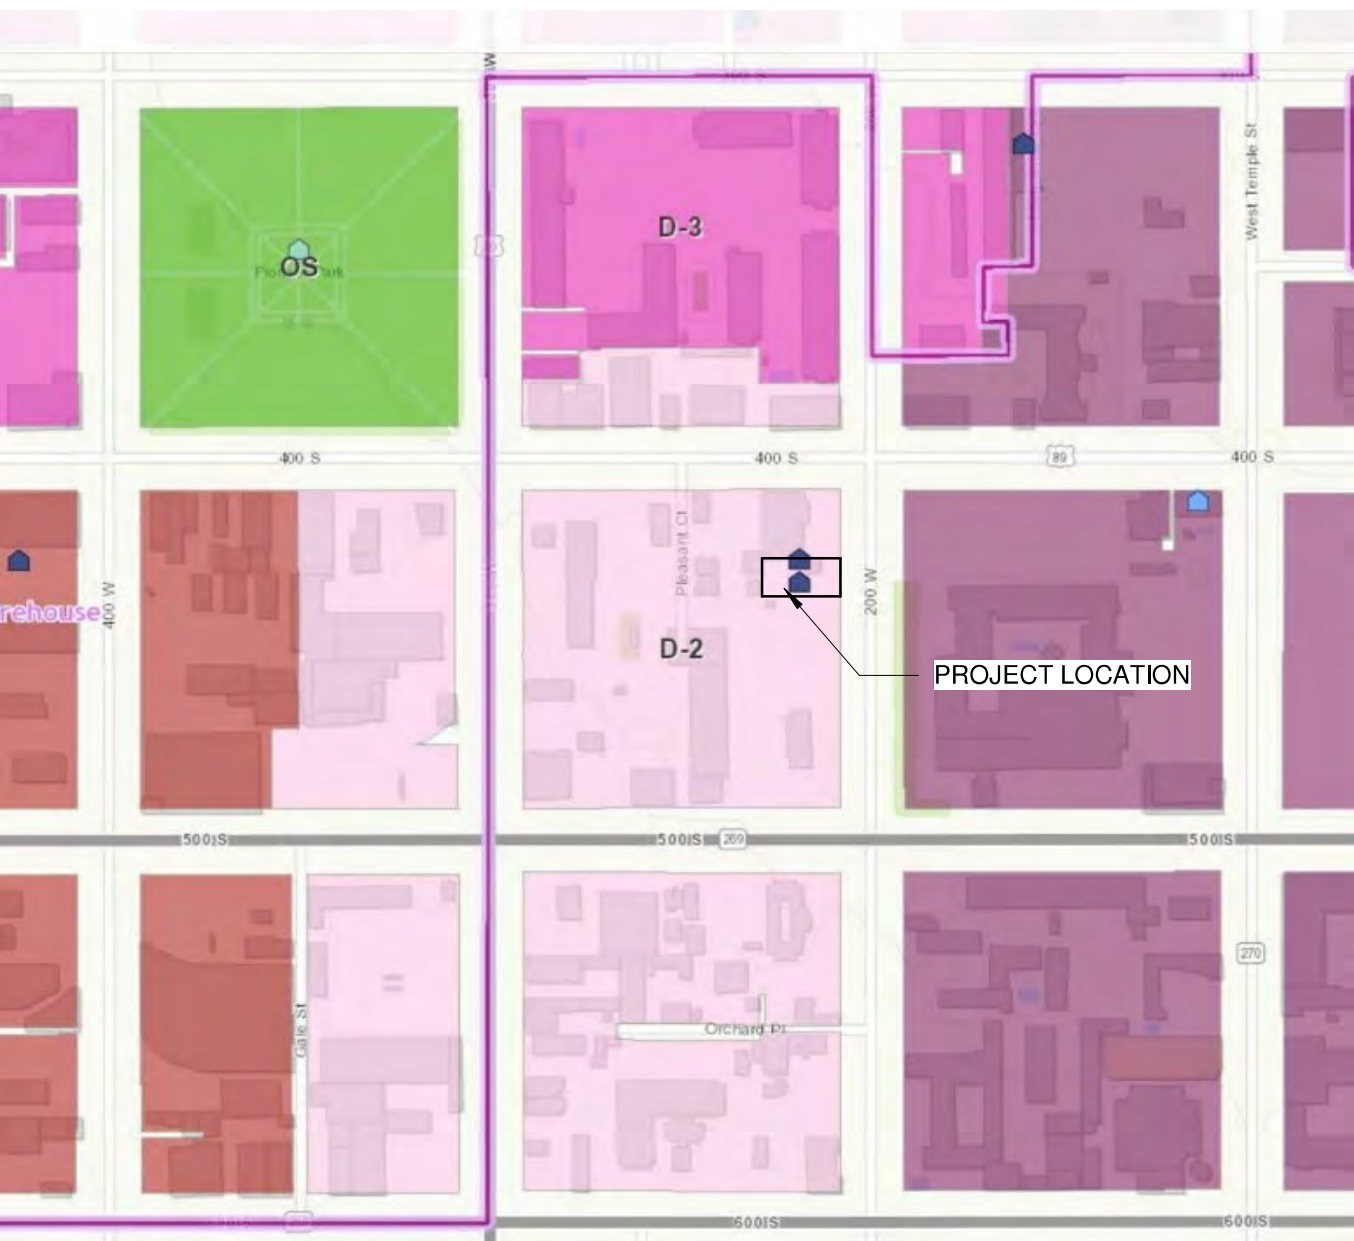 West Temple St
D-3
OS
400 S
400 S
89
400 S
Pleasant Ct
rehouse
400 W
200 W
D-2
PROJECT LOCATION
500 S
500 S
269
500 S
270
Gale St
Orchard Pl
600 S
600 S